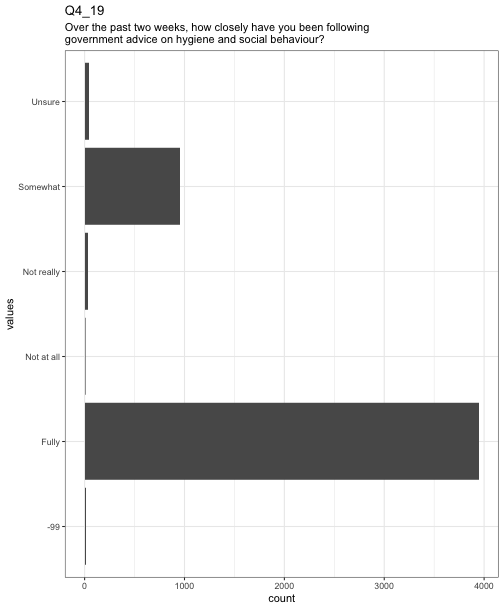 Q4_19
Over the past two weeks, how closely have you been following
government advice on hygiene and social behaviour?
Unsure
Somewhat
Not really
Not at all
Fully
-99
values
0
1000
2000
3000
4000
count